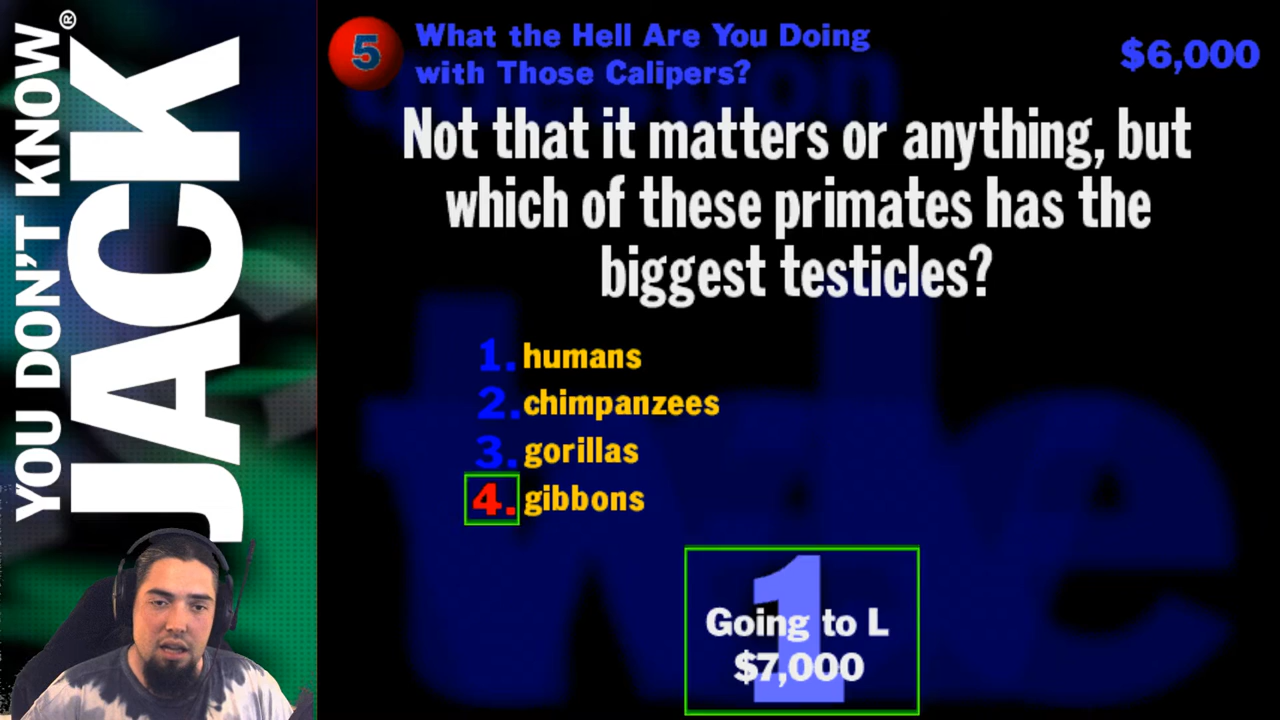 YOU DON'T KNOW
JACK®
5
What the Hell Are You Doing
with Those Calipers?
$6,000
Not that it matters or anything, but
which of these primates has the
biggest testicles?
1. humans
2. chimpanzees
3. gorillas
4. gibbons
1
Going to L
$7,000